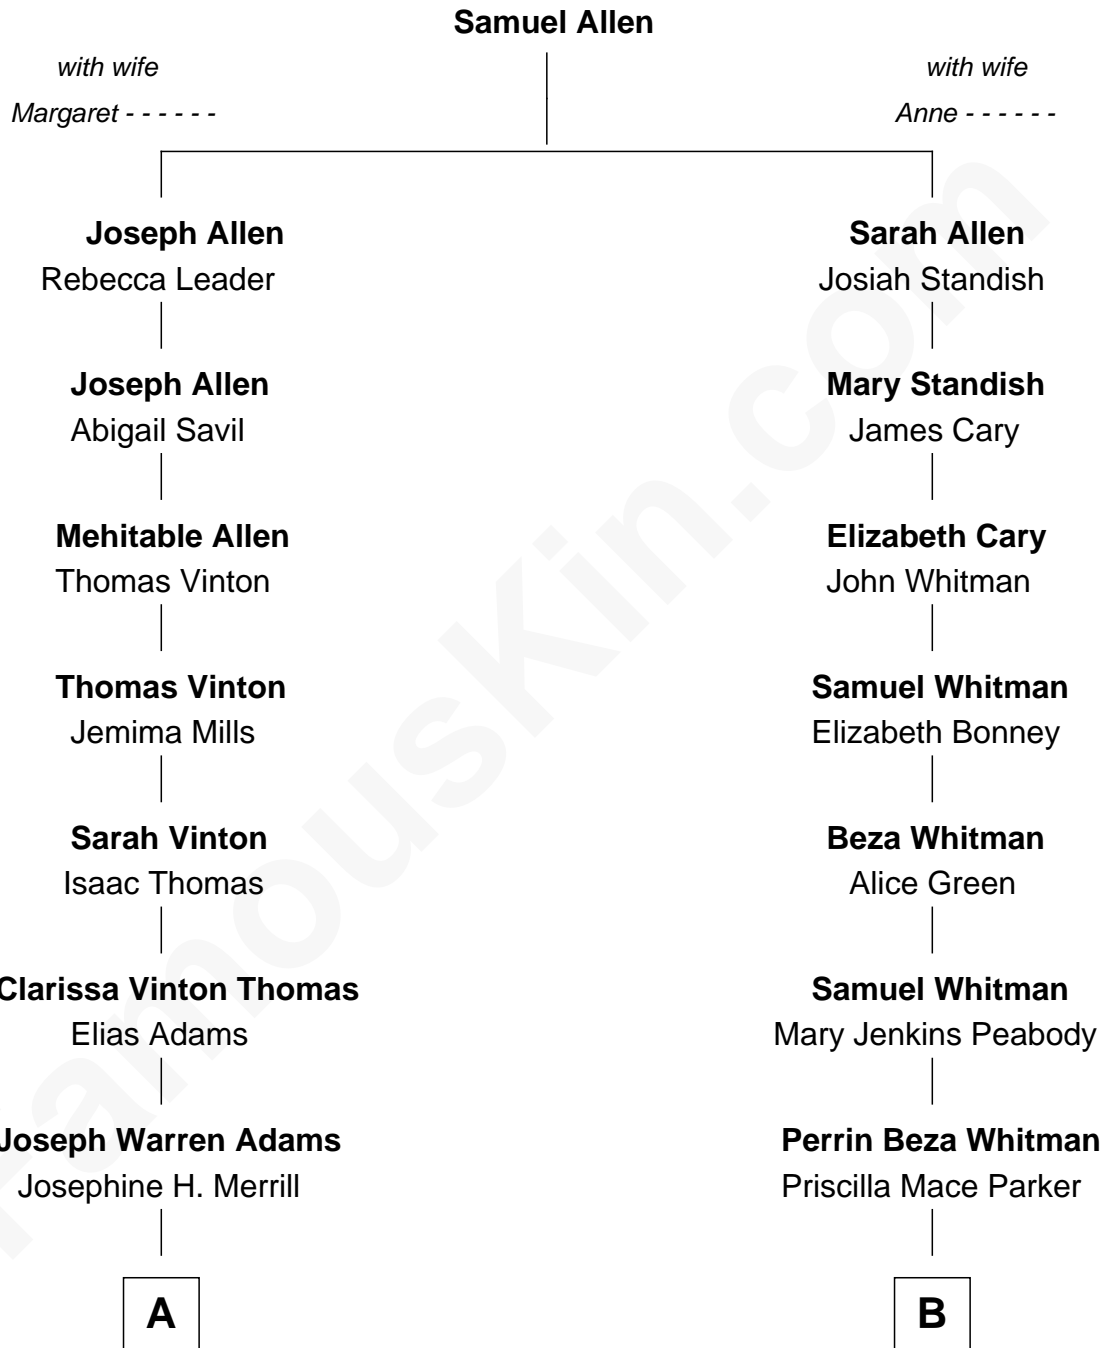 Samuel Allen
with wife
Margaret - - - - - -
with wife
Anne - - - - - -
Joseph Allen
Rebecca Leader
Sarah Allen
Josiah Standish
Joseph Allen
Abigail Savil
Mary Standish
James Cary
Mehitable Allen
Thomas Vinton
Elizabeth Cary
John Whitman
Thomas Vinton
Jemima Mills
Samuel Whitman
Elizabeth Bonney
Sarah Vinton
Isaac Thomas
Beza Whitman
Alice Green
Clarissa Vinton Thomas
Elias Adams
Samuel Whitman
Mary Jenkins Peabody
Joseph Warren Adams
Josephine H. Merrill
Perrin Beza Whitman
Priscilla Mace Parker
A
B
FamousKin.com